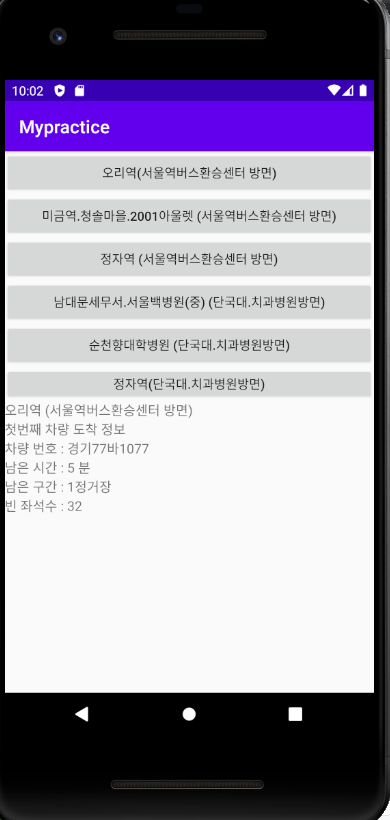 10:02
Mypractice
오리역(서울역버스환승센터 방면)
미금역.청솔마을.2001아울렛 (서울역버스환승센터 방면)
정자역 (서울역버스환승센터 방면)
남대문세무서.서울백병원(중) (단국대.치과병원방면)
순천향대학병원 (단국대.치과병원방면)
정자역(단국대.치과병원방면)
오리역 (서울역버스환승센터 방면)
첫번째 차량 도착 정보
차량 번호 : 경기77바1077
남은 시간 : 5 분
남은 구간 : 1정거장
빈 좌석수 : 32